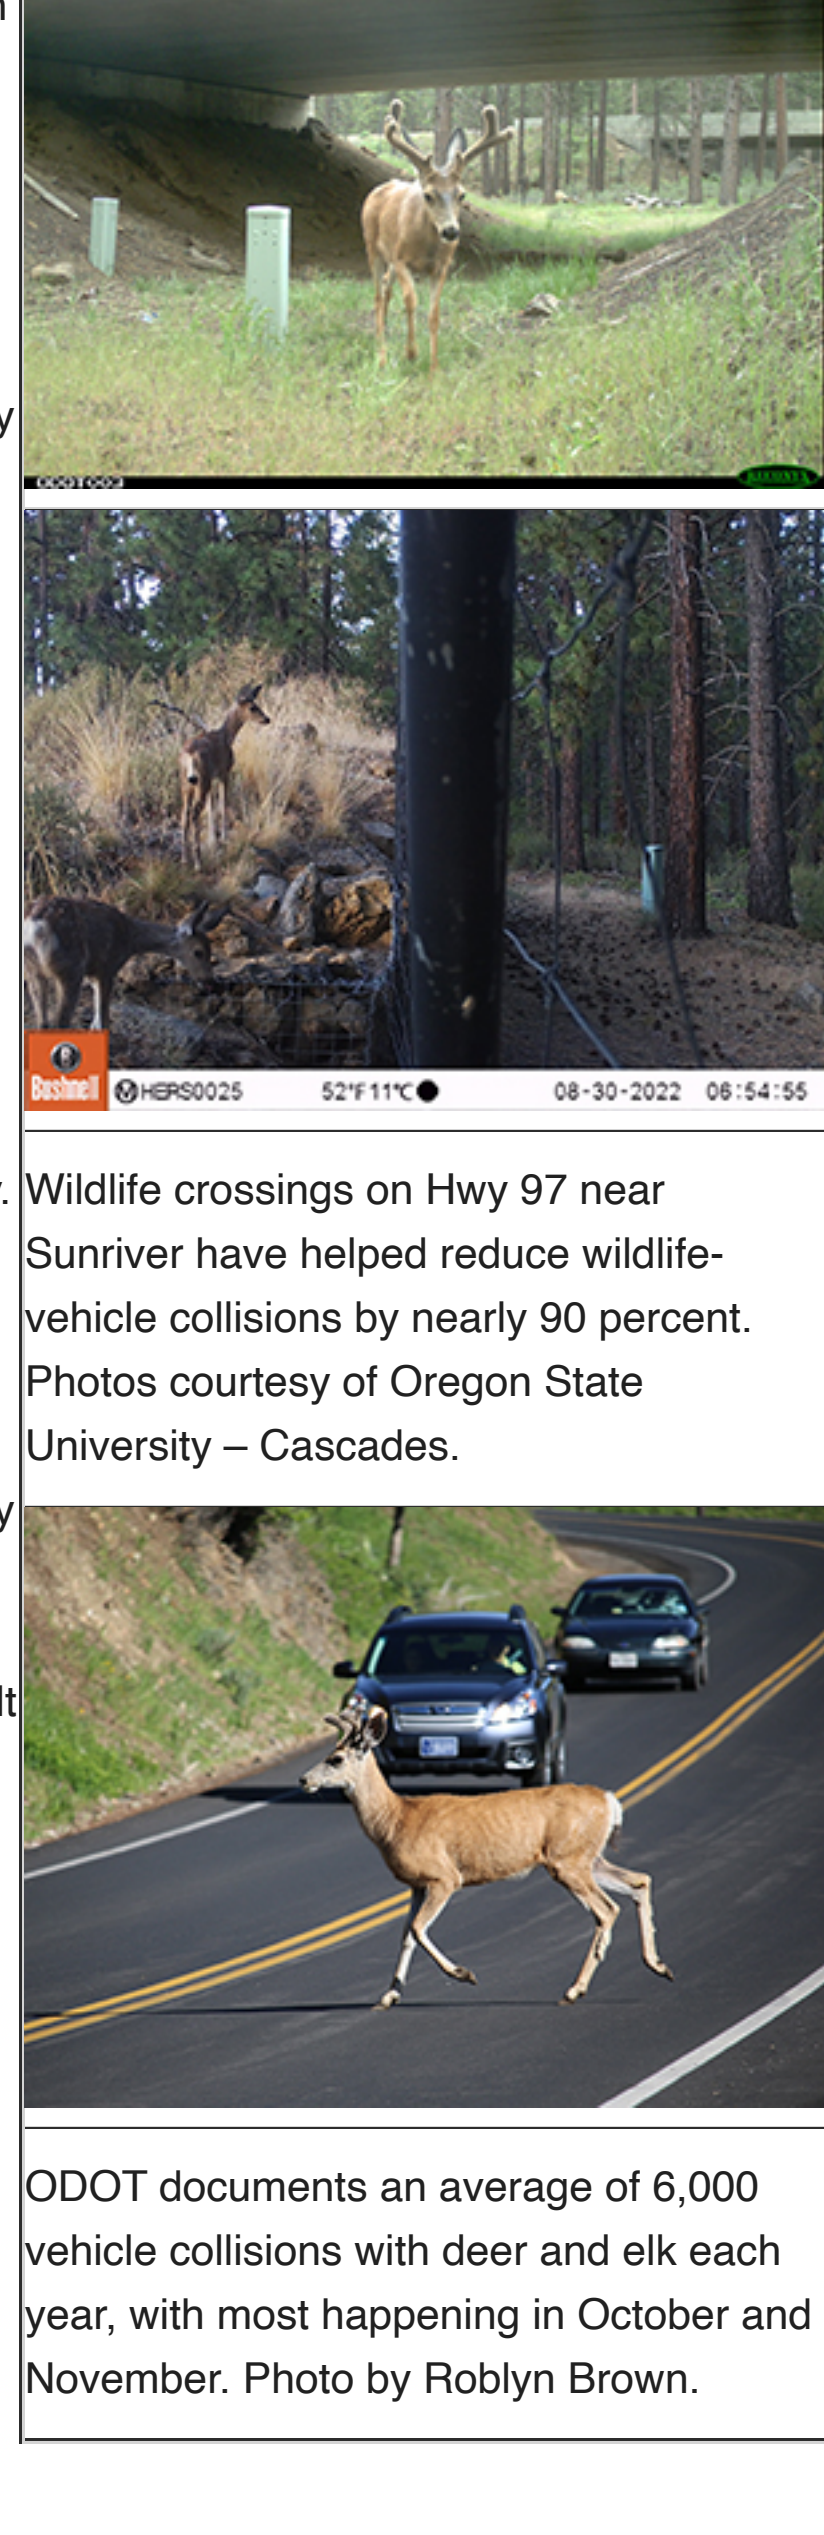 n
y
ODOT003
RECONYX
Bushnell
HERS0025 52°F 11°C 08-30-2022 06:54:55
. Wildlife crossings on Hwy 97 near
Sunriver have helped reduce wildlife-
vehicle collisions by nearly 90 percent.
Photos courtesy of Oregon State
University – Cascades.
y
lt
ODOT documents an average of 6,000
vehicle collisions with deer and elk each
year, with most happening in October and
November. Photo by Roblyn Brown.